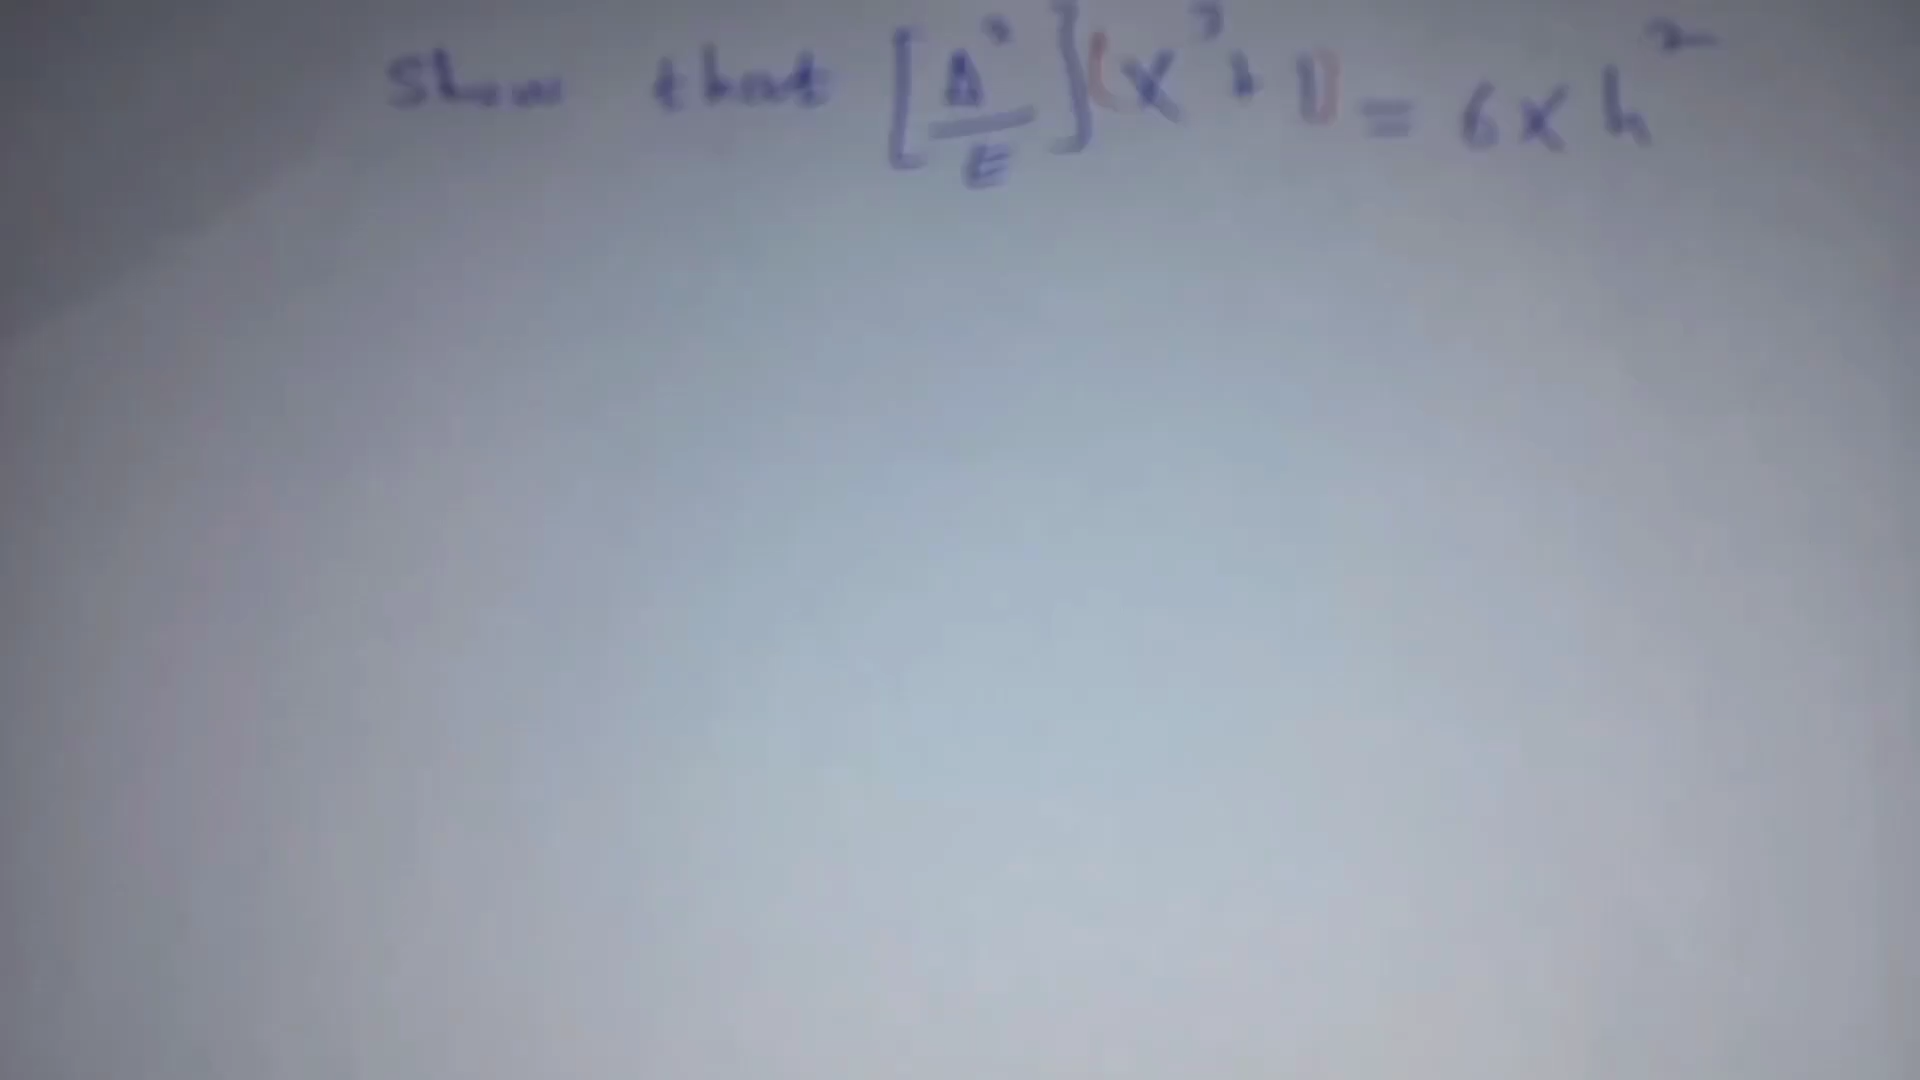 Show that [Δ²/E](x³+1) = 6xh²